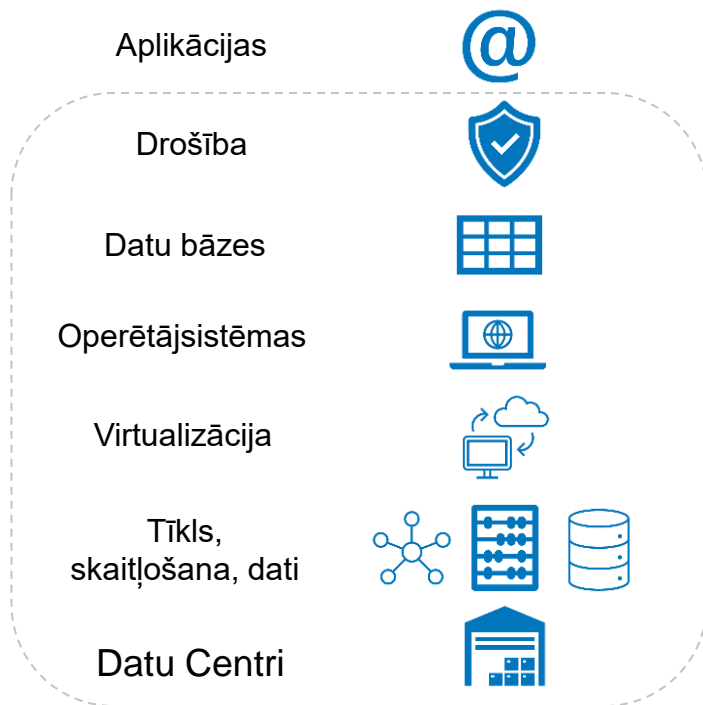 Aplikācijas
@
Drošība
Datu bāzes
Operētājsistēmas
Virtualizācija
Tīkls,
skaitļošana, dati
Datu Centri